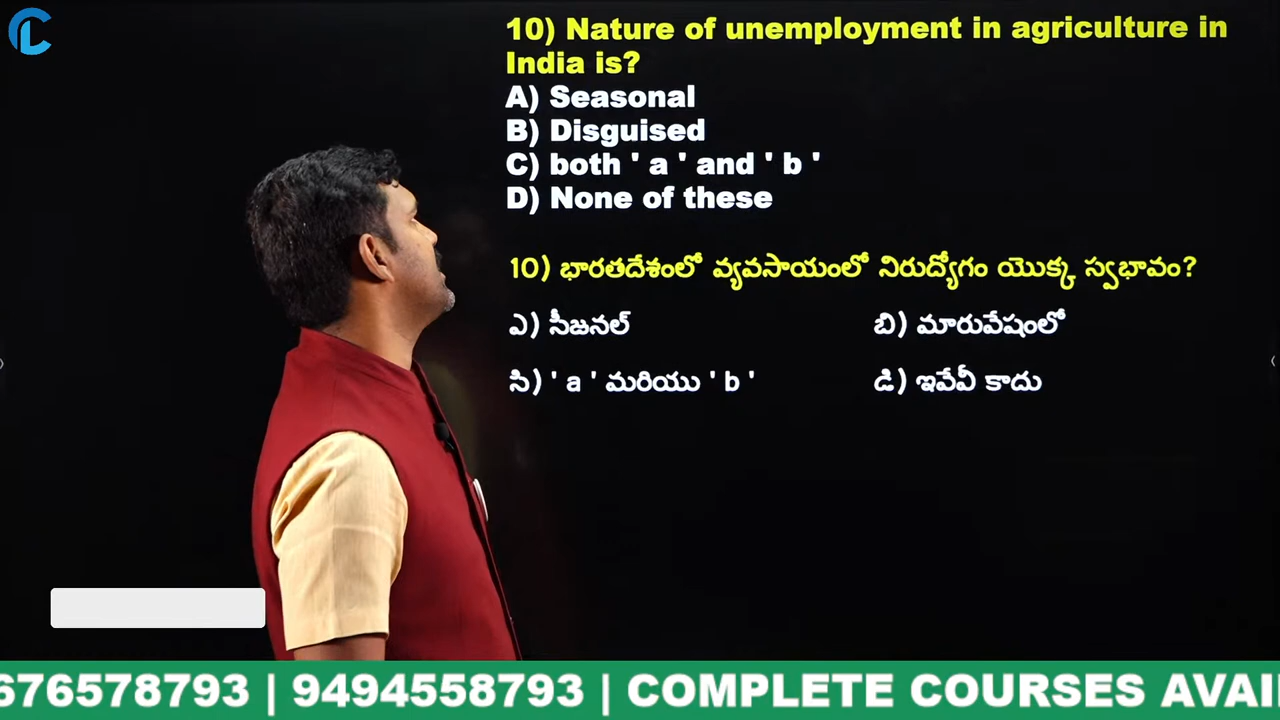 10) Nature of unemployment in agriculture in
India is?
A) Seasonal
B) Disguised
C) both ' a ' and ' b '
D) None of these
10) భారతదేశంలో వ్యవసాయంలో నిరుద్యోగం యొక్క స్వభావం?
ఎ) సీజనల్ బి) మారువేషంలో
సి) ' a ' మరియు ' b ' డి) ఇవేవీ కాదు
676578793 | 9494558793 | COMPLETE COURSES AVAI